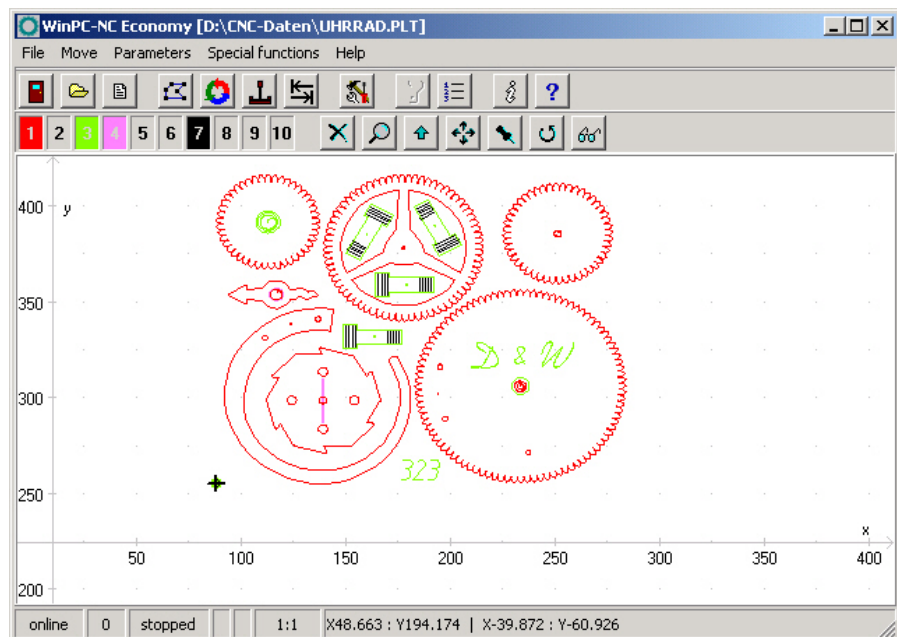 WinPC-NC Economy [D:\CNC-Daten\UHRRAD.PLT]
File Move Parameters Special functions Help
1 2 3 4 5 6 7 8 9 10
400 y
350
300
250
200
D & W
323
x
50 100 150 200 250 300 350 400
online 0 stopped 1:1 X48.663 : Y194.174 | X-39.872 : Y-60.926